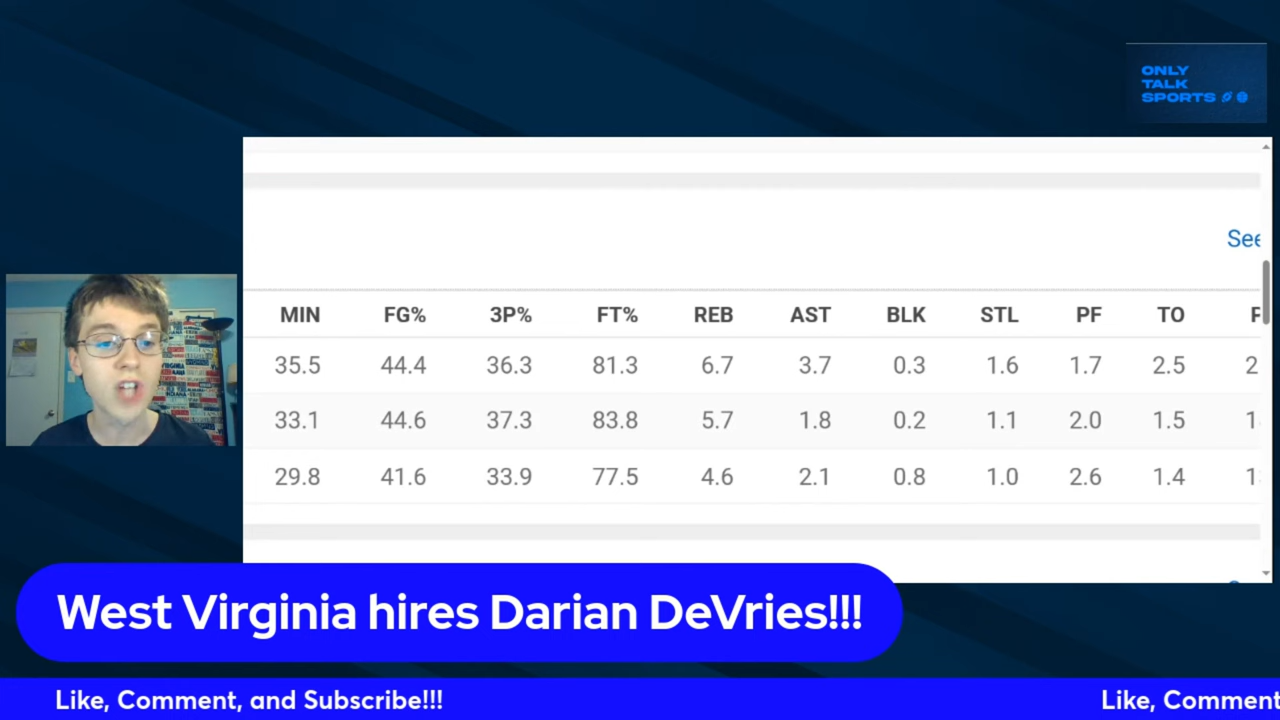 ONLY
TALK
SPORTS
See
MIN FG% 3P% FT% REB AST BLK STL PF TO
35.5 44.4 36.3 81.3 6.7 3.7 0.3 1.6 1.7 2.5 2
33.1 44.6 37.3 83.8 5.7 1.8 0.2 1.1 2.0 1.5 1
29.8 41.6 33.9 77.5 4.6 2.1 0.8 1.0 2.6 1.4 1
West Virginia hires Darian DeVries!!!
Like, Comment, and Subscribe!!! Like, Comment